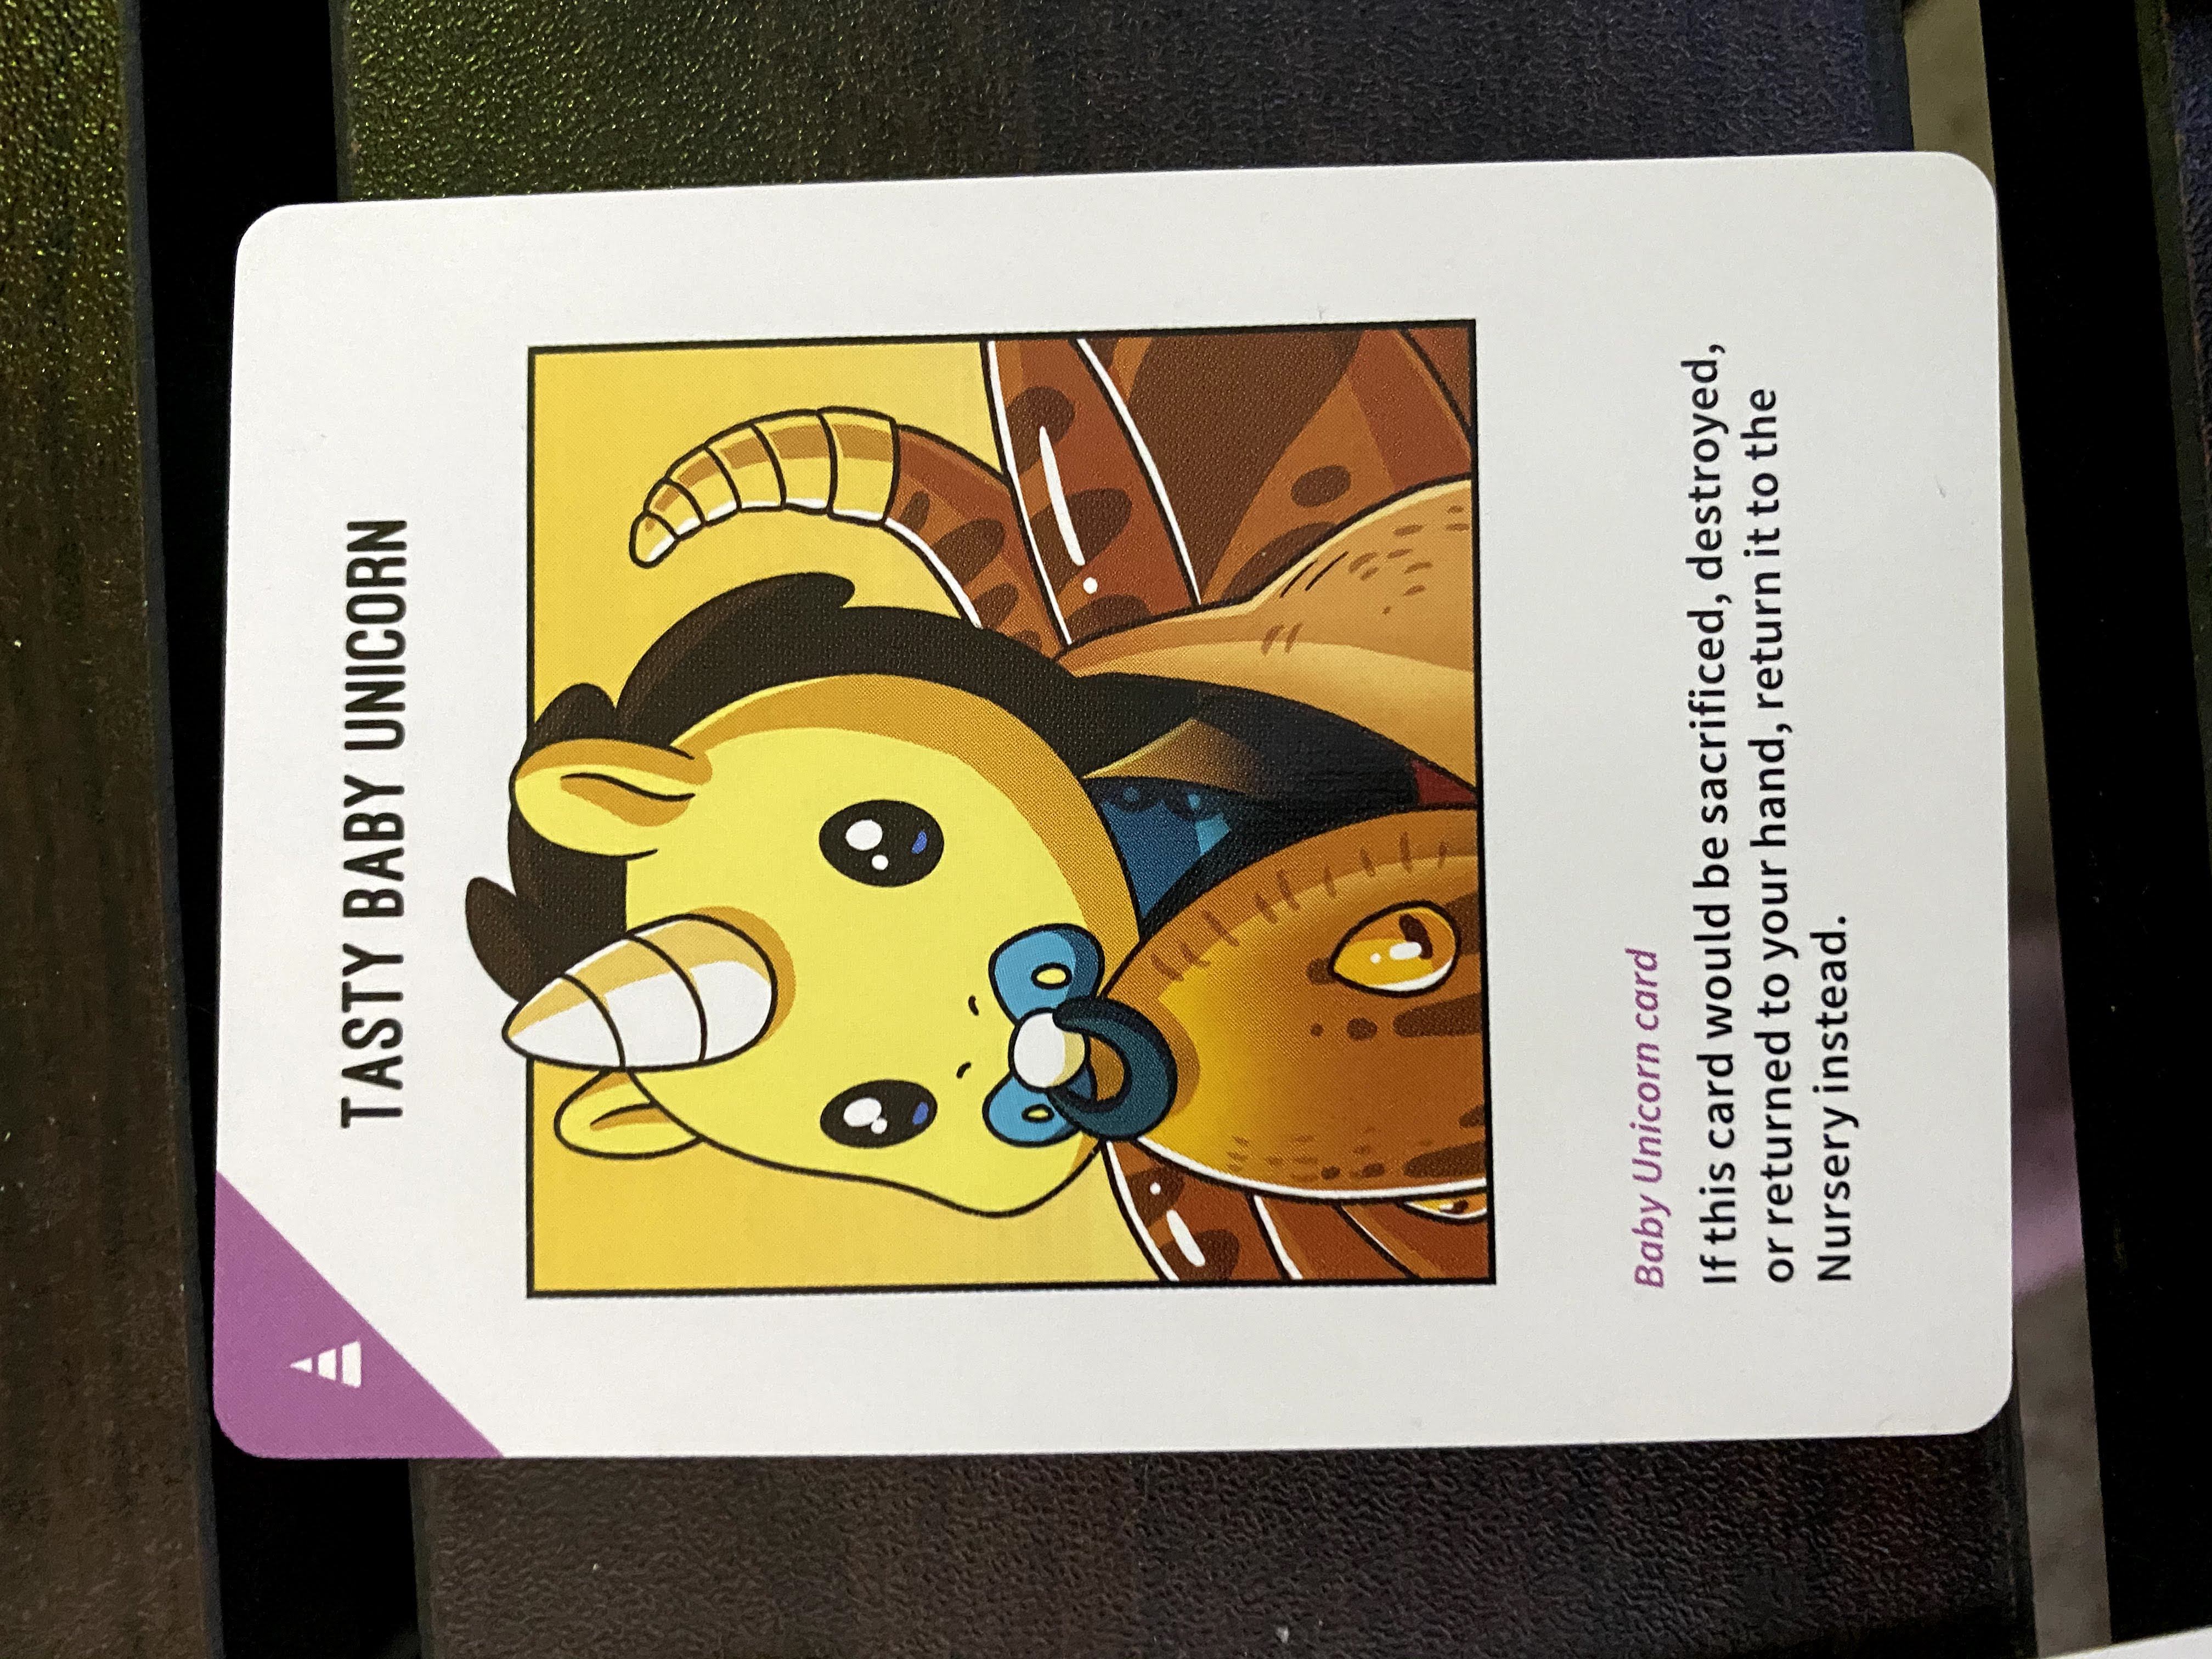 TASTY BABY UNICORN
Baby Unicorn card
If this card would be sacrificed, destroyed,
or returned to your hand, return it to the
Nursery instead.